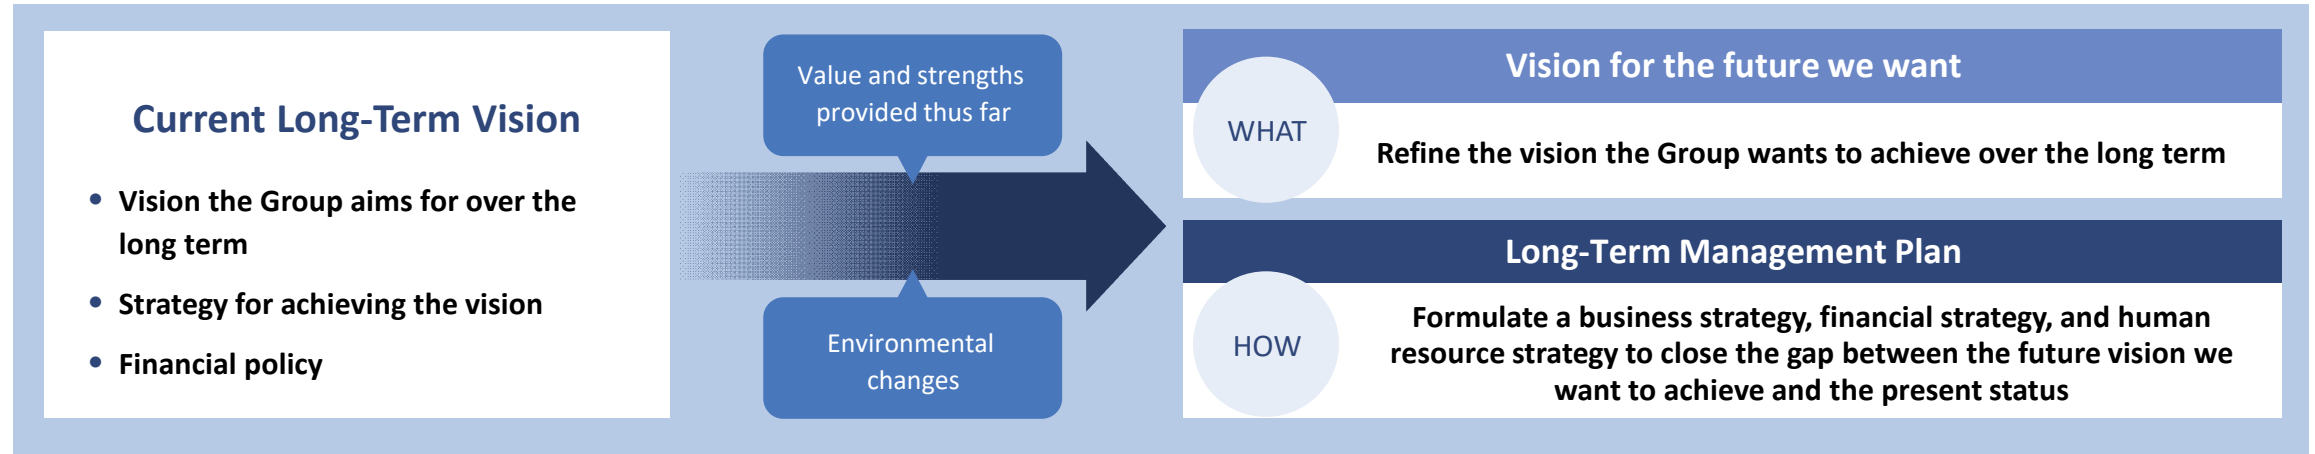 Current Long-Term Vision
• Vision the Group aims for over the
long term
• Strategy for achieving the vision
• Financial policy
Value and strengths
provided thus far
Environmental
changes
Vision for the future we want
WHAT
Refine the vision the Group wants to achieve over the long term
Long-Term Management Plan
HOW
Formulate a business strategy, financial strategy, and human
resource strategy to close the gap between the future vision we
want to achieve and the present status